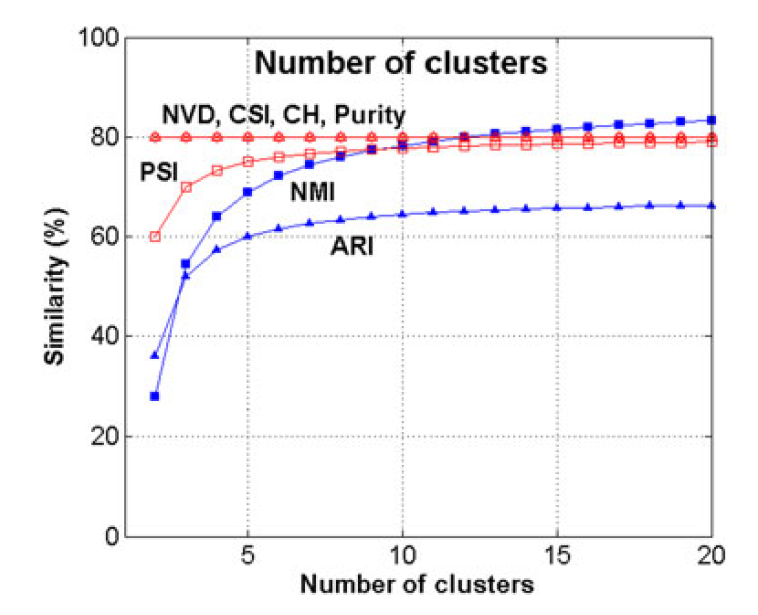 100
Number of clusters
NVD, CSI, CH, Purity
80
PSI
NMI
60
ARI
Similarity (%)
40
20
0
5 10 15 20
Number of clusters